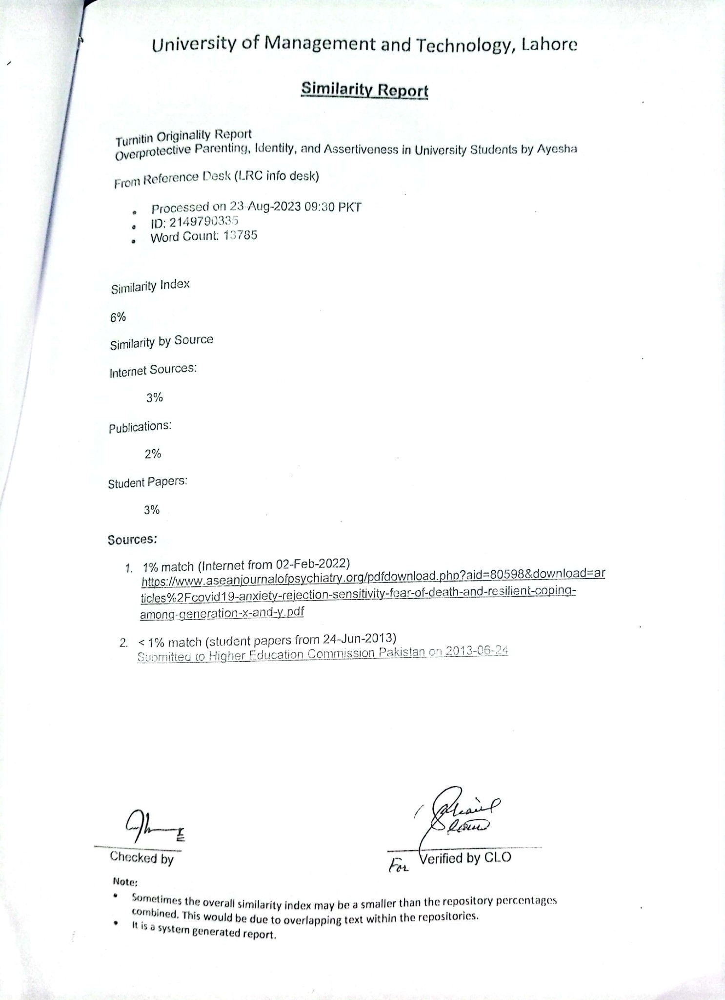 University of Management and Technology, Lahore
Similarity Report
Turnitin Originality Report
Overprotective Parenting, Identity, and Assertiveness in University Students by Ayesha
From Reference Desk (LRC info desk)
• Processed on 23-Aug-2023 09:30 PKT
• ID: 2149790335
• Word Count: 13785
Similarity Index
6%
Similarity by Source
Internet Sources:
3%
Publications:
2%
Student Papers:
3%
Sources:
1. 1% match (Internet from 02-Feb-2022)
https://www.aseanjournalofpsychiatry.org/pdfdownload.php?aid=80598&download=ar
ticles%2Fcovid19-anxiety-rejection-sensitivity-fear-of-death-and-resilient-coping-
among-generation-x-and-y.pdf
2. < 1% match (student papers from 24-Jun-2013)
Submitted to Higher Education Commission Pakistan on 2013-06-24
Checked by
For Verified by CLO
Note:
• Sometimes the overall similarity index may be a smaller than the repository percentages
combined. This would be due to overlapping text within the repositories.
• It is a system generated report.